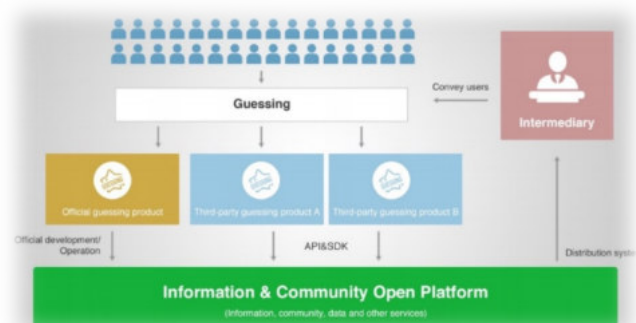 Convey users
Guessing
Intermediary
Official guessing product
Third-party guessing product A
Third-party guessing product B
Official development/
Operation
API&SDK
Distribution system
Information & Community Open Platform
(Information, community, data and other services)